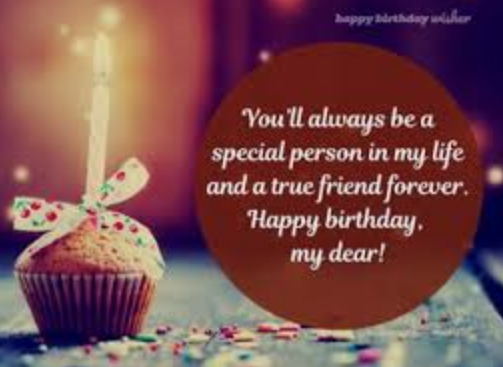 happy birthday wisher
You'll always be a
special person in my life
and a true friend forever.
Happy birthday,
my dear!